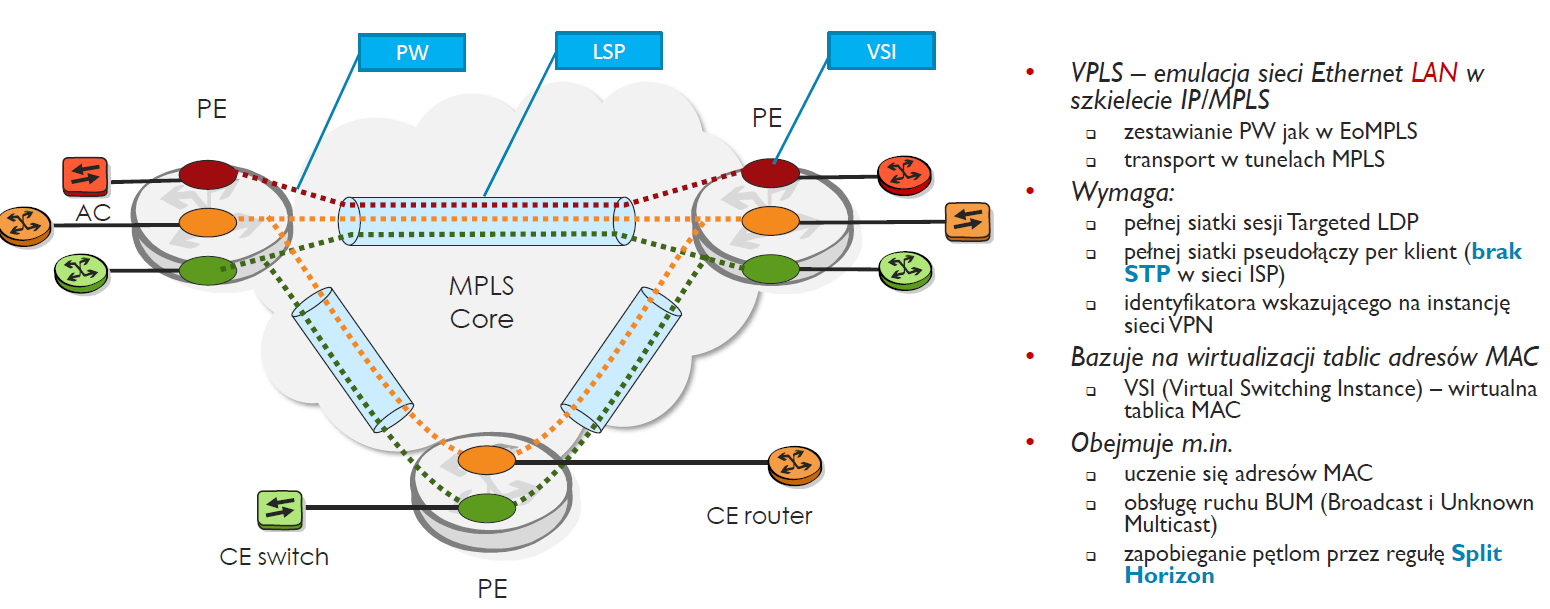 PW
LSP
VSI
PE
PE
AC
MPLS
Core
CE router
CE switch
PE
• VPLS – emulacja sieci Ethernet LAN w
szkielecie IP/MPLS
❑ zestawianie PW jak w EoMPLS
❑ transport w tunelach MPLS
• Wymaga:
❑ pełnej siatki sesji Targeted LDP
❑ pełnej siatki pseudołączy per klient (brak
STP w sieci ISP)
❑ identyfikatora wskazującego na instancję
sieci VPN
• Bazuje na wirtualizacji tablic adresów MAC
❑ VSI (Virtual Switching Instance) – wirtualna
tablica MAC
• Obejmuje m.in.
❑ uczenie się adresów MAC
❑ obsługę ruchu BUM (Broadcast i Unknown
Multicast)
❑ zapobieganie pętlom przez regułę Split
Horizon